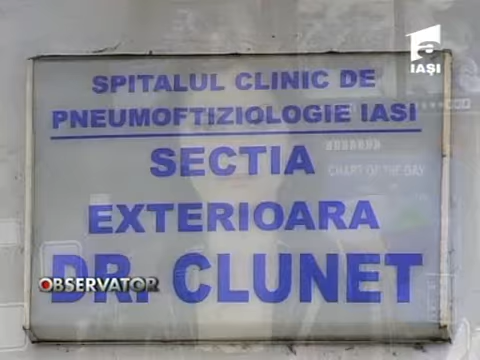 IAȘI
SPITALUL CLINIC DE
PNEUMOFTIZIOLOGIE IASI
SECTIA
CHART OF THE DAY
EXTERIOARA
OBSERVATOR
DR. CLUNET